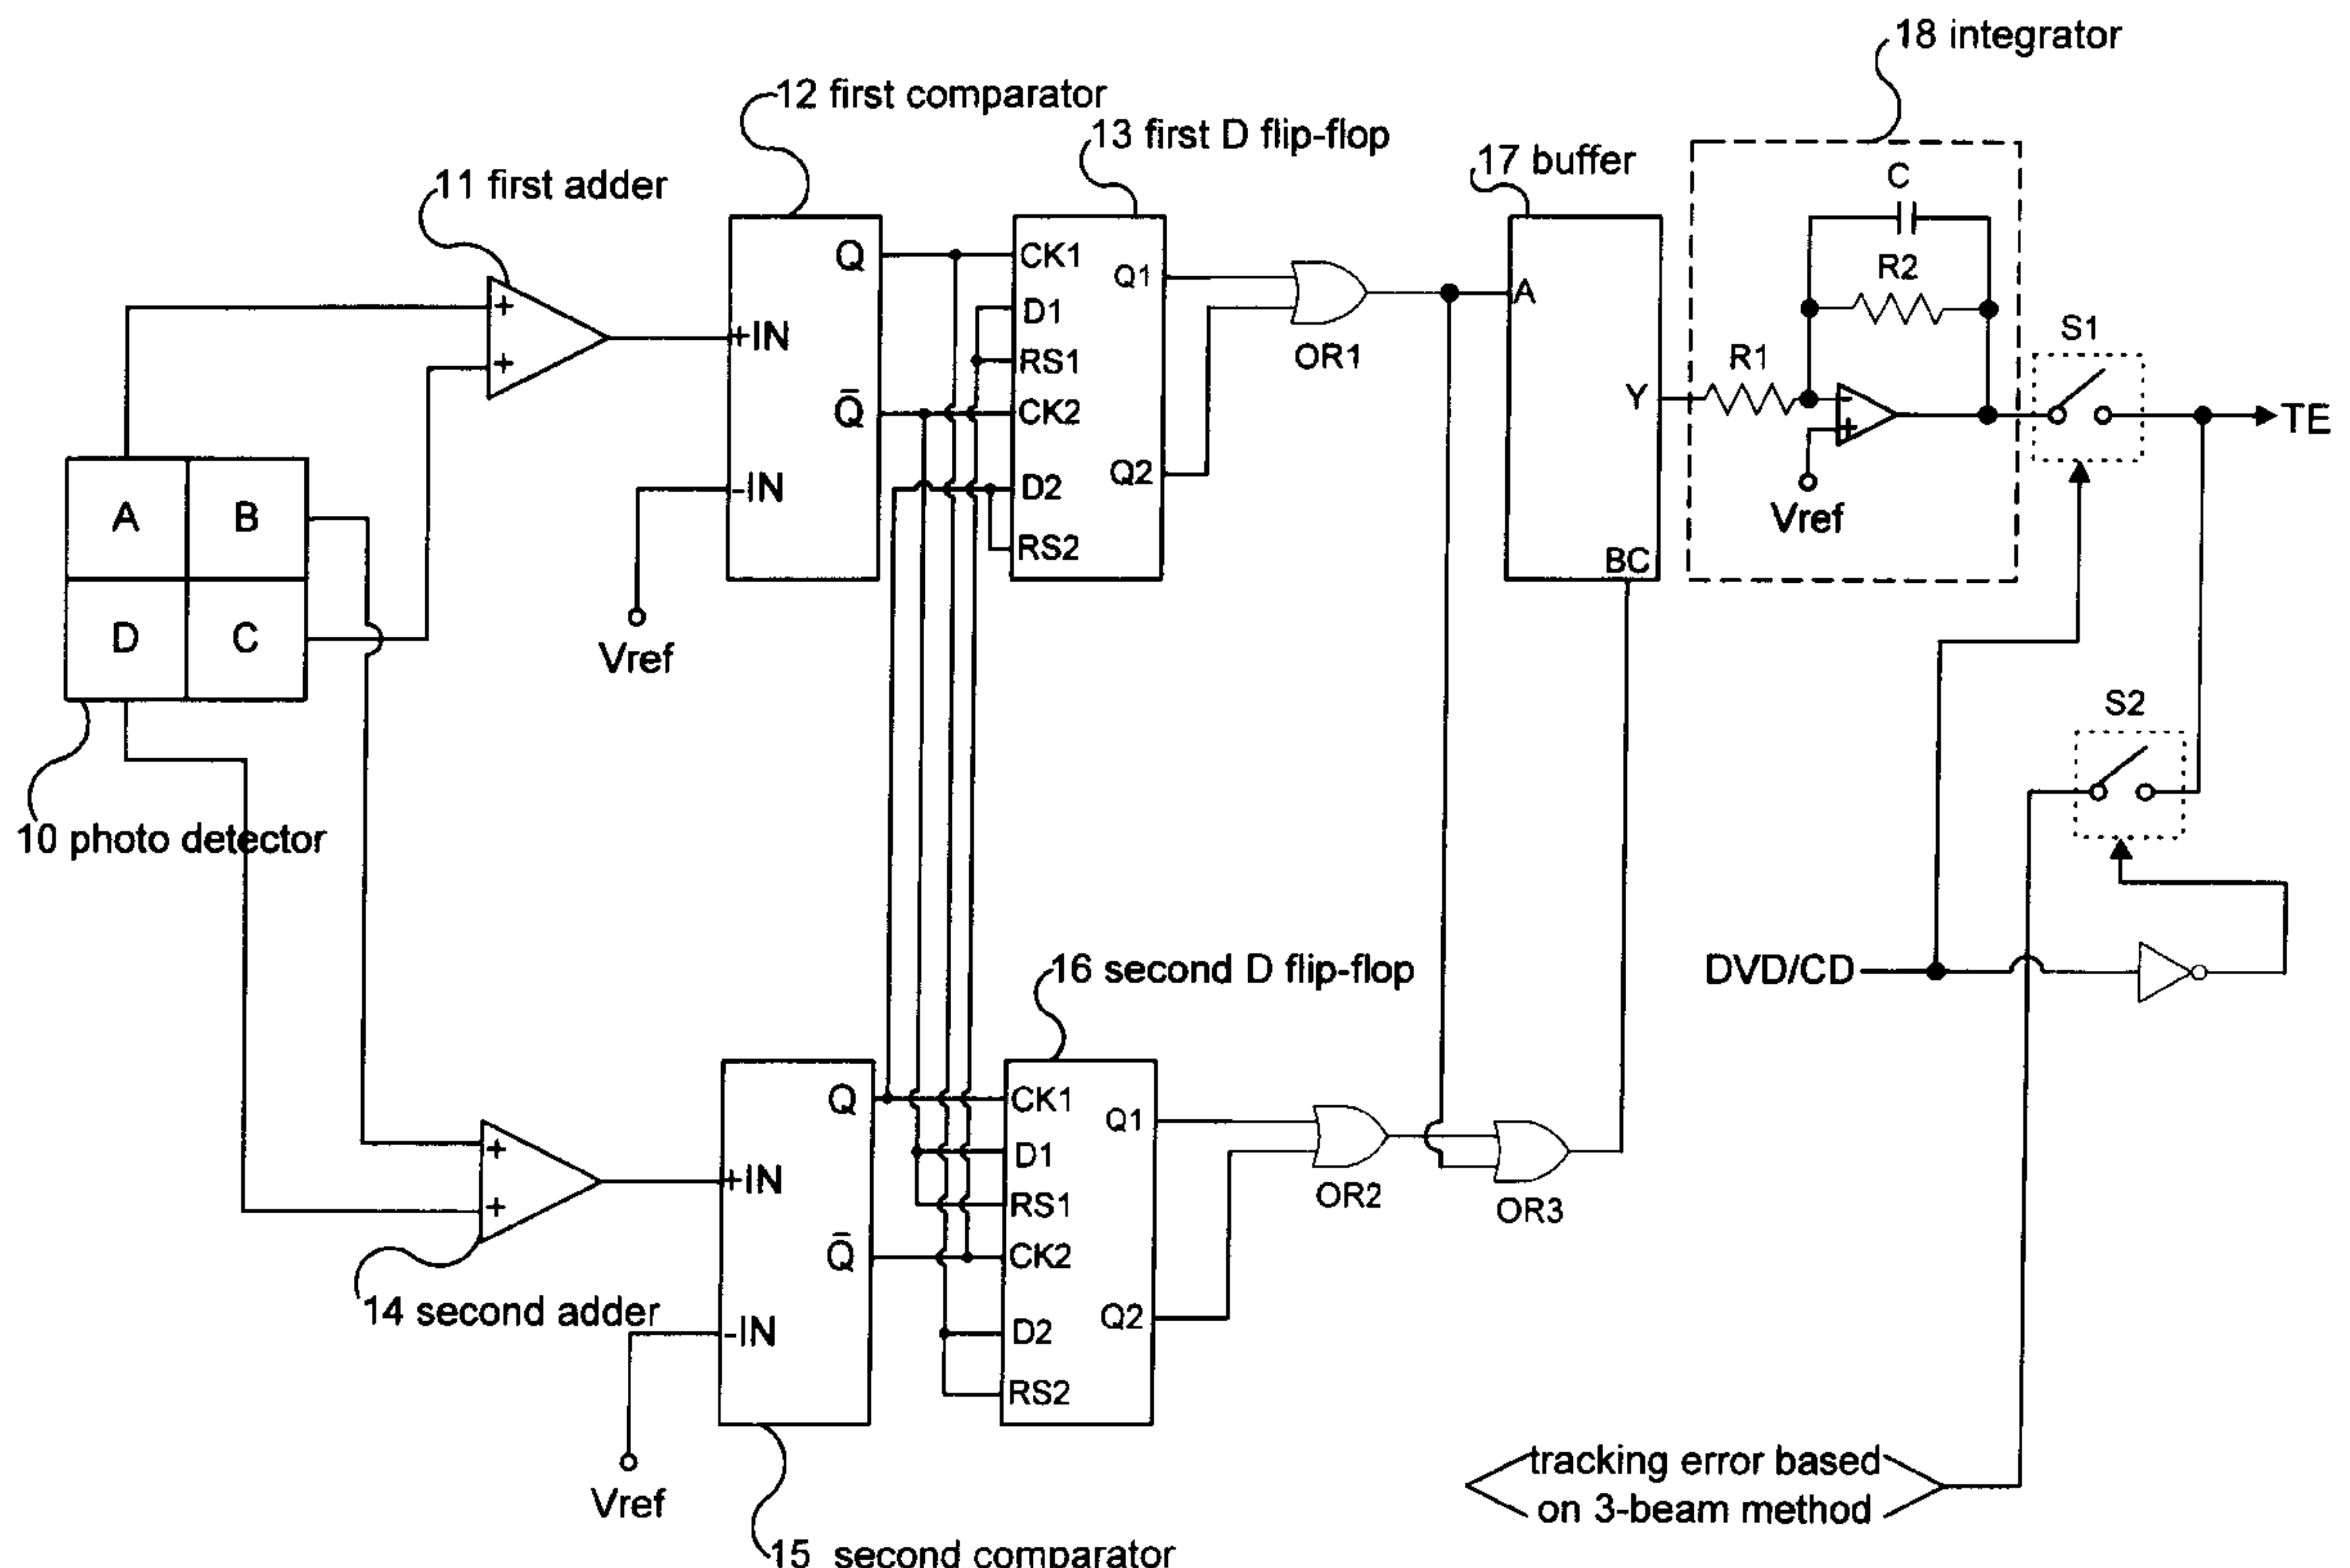 18 integrator
12 first comparator
13 first D flip-flop
17 buffer
11 first adder
C
R2
S1
Q
CK1
Q1
D1
A
+IN
RS1
OR1
R1
Q̄
CK2
Y
+
+
-
+
TE
-IN
D2
Q2
Vref
A
B
RS2
BC
D
C
Vref
S2
10 photo detector
DVD/CD
16 second D flip-flop
Q
CK1
Q1
+
D1
+IN
RS1
OR2
OR3
+
Q̄
CK2
14 second adder
-IN
D2
Q2
RS2
Vref
tracking error based
on 3-beam method
15 second comparator